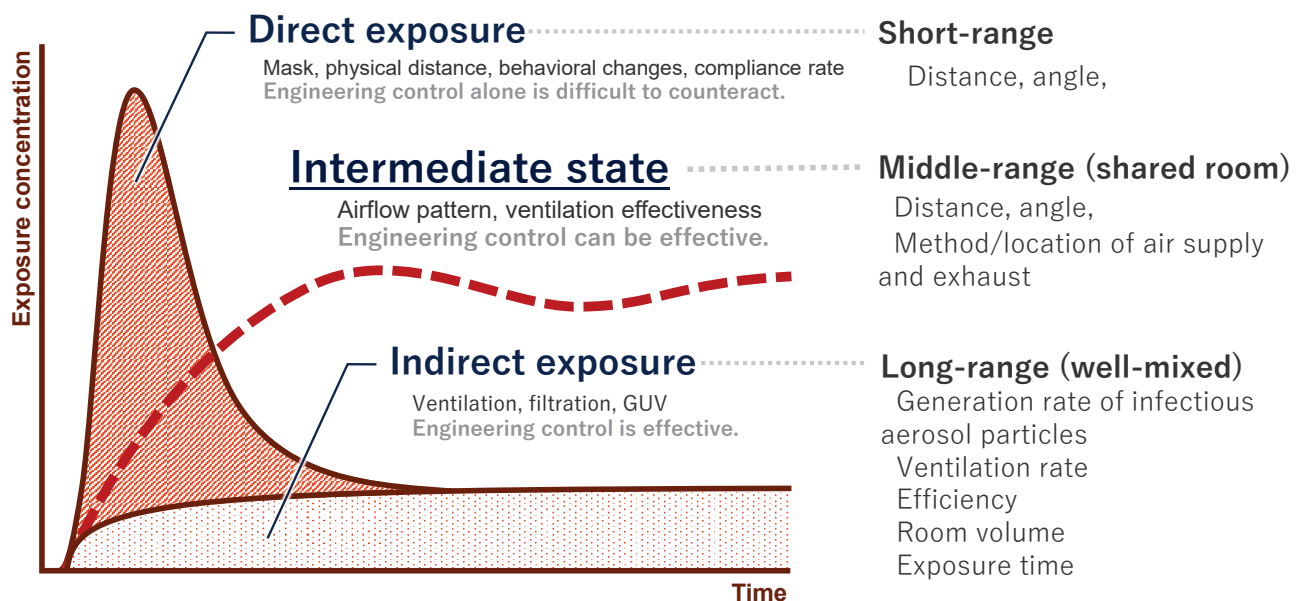 Direct exposure
Mask, physical distance, behavioral changes, compliance rate
Engineering control alone is difficult to counteract.
Short-range
Distance, angle,
Intermediate state
Airflow pattern, ventilation effectiveness
Engineering control can be effective.
Middle-range (shared room)
Distance, angle,
Method/location of air supply
and exhaust
Indirect exposure
Ventilation, filtration, GUV
Engineering control is effective.
Long-range (well-mixed)
Generation rate of infectious
aerosol particles
Ventilation rate
Efficiency
Room volume
Exposure time
Exposure concentration
Time